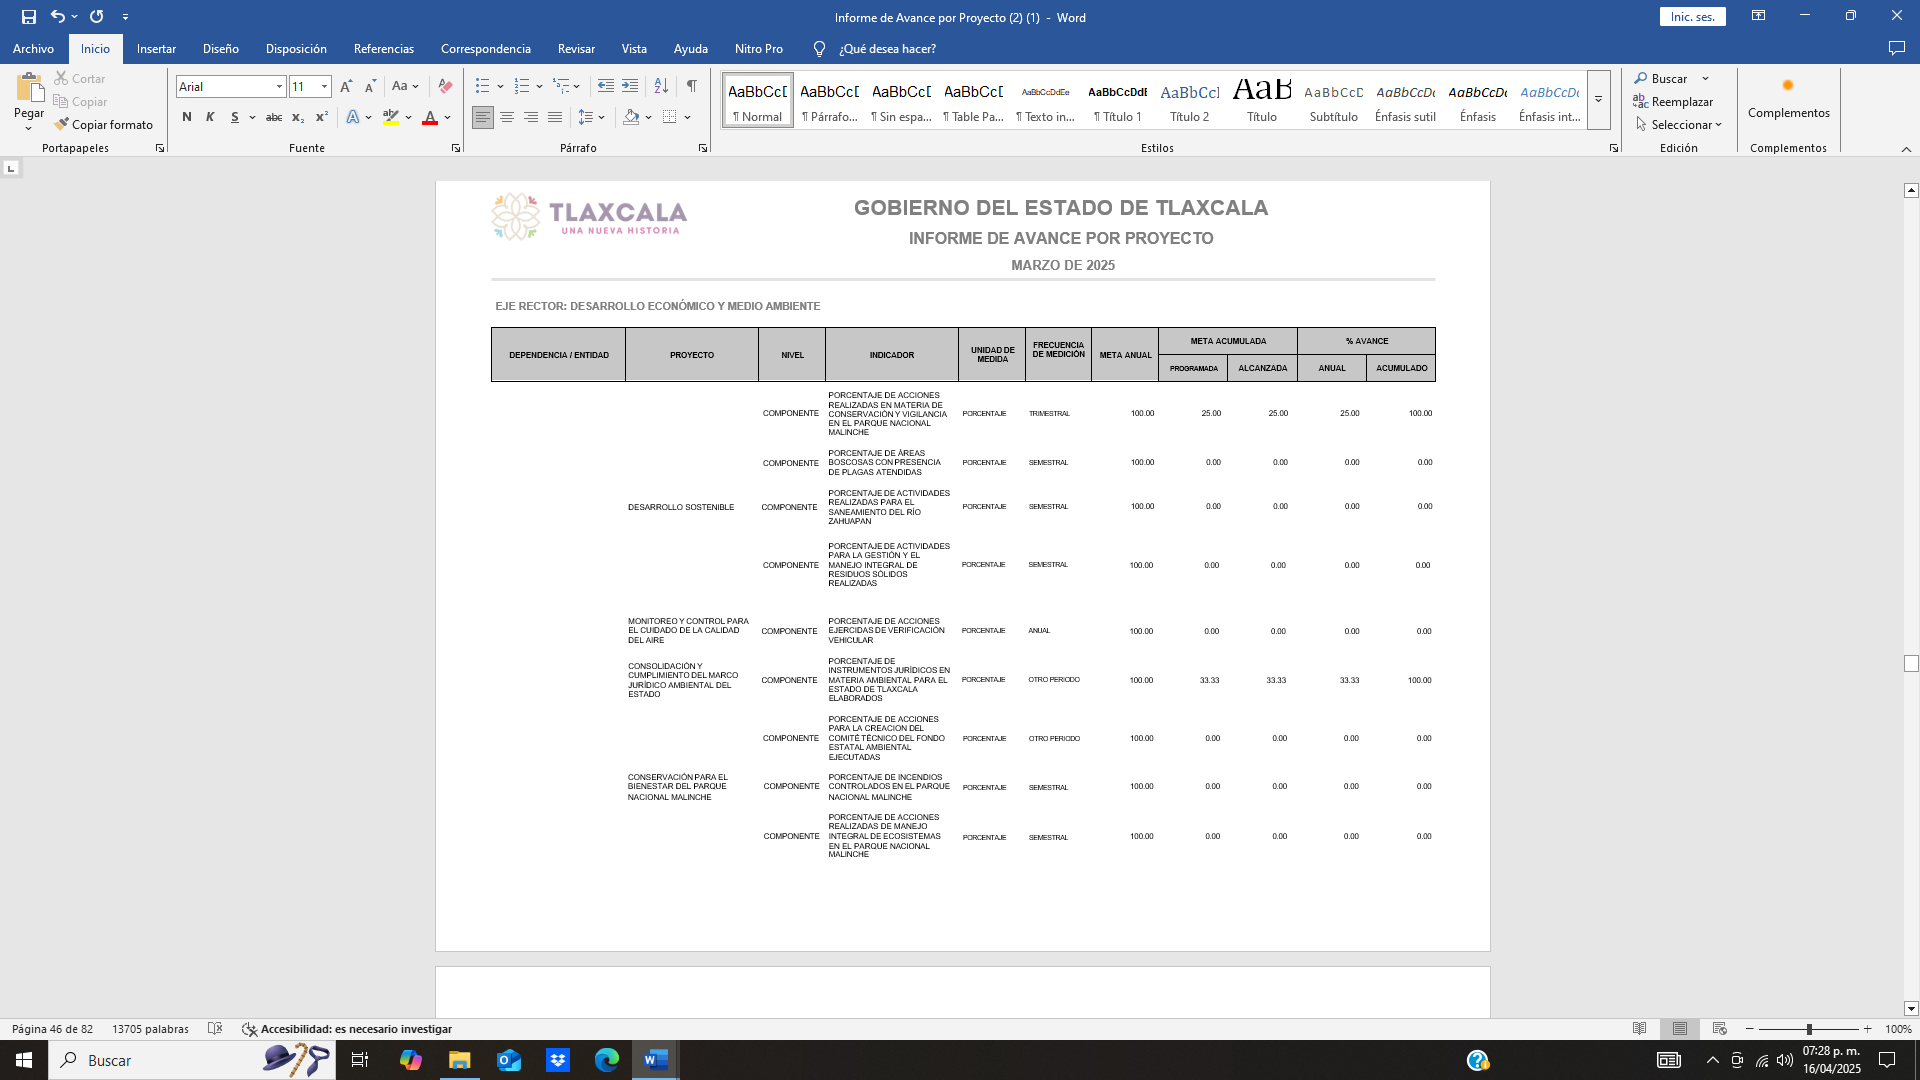 Informe de Avance por Proyecto (2) (1) - Word
Inic. ses.
Archivo Inicio Insertar Diseño Disposición Referencias Correspondencia Revisar Vista Ayuda Nitro Pro ¿Qué desea hacer?
Pegar
Cortar
Copiar
Copiar formato
Portapapeles
Arial 11
N K S abc x₂ x²
Fuente
Párrafo
AaBbCcD ¶ Normal
AaBbCcD ¶ Párrafo...
AaBbCcD ¶ Sin espa...
AaBbCcD ¶ Table Pa...
AaBbCcDdEe ¶ Texto in...
AaBbCcDdE ¶ Título 1
AaBbCcI Título 2
AaB Título
AaBbCcD Subtítulo
AaBbCcDc Énfasis sutil
AaBbCcDc Énfasis
AaBbCcDc Énfasis int...
Estilos
Buscar
Reemplazar
Seleccionar
Edición
Complementos
Complementos
TLAXCALA
UNA NUEVA HISTORIA
GOBIERNO DEL ESTADO DE TLAXCALA
INFORME DE AVANCE POR PROYECTO
MARZO DE 2025
EJE RECTOR: DESARROLLO ECONÓMICO Y MEDIO AMBIENTE
DEPENDENCIA / ENTIDAD PROYECTO NIVEL INDICADOR UNIDAD DE MEDIDA FRECUENCIA DE MEDICIÓN META ANUAL META ACUMULADA % AVANCE
PROGRAMADA ALCANZADA ANUAL ACUMULADO
COMPONENTE PORCENTAJE DE ACCIONES REALIZADAS EN MATERIA DE CONSERVACIÓN Y VIGILANCIA EN EL PARQUE NACIONAL MALINCHE PORCENTAJE TRIMESTRAL 100.00 25.00 25.00 25.00 100.00
COMPONENTE PORCENTAJE DE ÁREAS BOSCOSAS CON PRESENCIA DE PLAGAS ATENDIDAS PORCENTAJE SEMESTRAL 100.00 0.00 0.00 0.00 0.00
DESARROLLO SOSTENIBLE COMPONENTE PORCENTAJE DE ACTIVIDADES REALIZADAS PARA EL SANEAMIENTO DEL RÍO ZAHUAPAN PORCENTAJE SEMESTRAL 100.00 0.00 0.00 0.00 0.00
COMPONENTE PORCENTAJE DE ACTIVIDADES PARA LA GESTIÓN Y EL MANEJO INTEGRAL DE RESIDUOS SÓLIDOS REALIZADAS PORCENTAJE SEMESTRAL 100.00 0.00 0.00 0.00 0.00
MONITOREO Y CONTROL PARA EL CUIDADO DE LA CALIDAD DEL AIRE COMPONENTE PORCENTAJE DE ACCIONES EJERCIDAS DE VERIFICACIÓN VEHICULAR PORCENTAJE ANUAL 100.00 0.00 0.00 0.00 0.00
CONSOLIDACIÓN Y CUMPLIMIENTO DEL MARCO JURÍDICO AMBIENTAL DEL ESTADO COMPONENTE PORCENTAJE DE INSTRUMENTOS JURÍDICOS EN MATERIA AMBIENTAL PARA EL ESTADO DE TLAXCALA ELABORADOS PORCENTAJE OTRO PERIODO 100.00 33.33 33.33 33.33 100.00
COMPONENTE PORCENTAJE DE ACCIONES PARA LA CREACION DEL COMITÉ TÉCNICO DEL FONDO ESTATAL AMBIENTAL EJECUTADAS PORCENTAJE OTRO PERIODO 100.00 0.00 0.00 0.00 0.00
CONSERVACIÓN PARA EL BIENESTAR DEL PARQUE NACIONAL MALINCHE COMPONENTE PORCENTAJE DE INCENDIOS CONTROLADOS EN EL PARQUE NACIONAL MALINCHE PORCENTAJE SEMESTRAL 100.00 0.00 0.00 0.00 0.00
COMPONENTE PORCENTAJE DE ACCIONES REALIZADAS DE MANEJO INTEGRAL DE ECOSISTEMAS EN EL PARQUE NACIONAL MALINCHE PORCENTAJE SEMESTRAL 100.00 0.00 0.00 0.00 0.00
Página 46 de 82 13705 palabras Accesibilidad: es necesario investigar 100%
Buscar
07:28 p. m.
16/04/2025